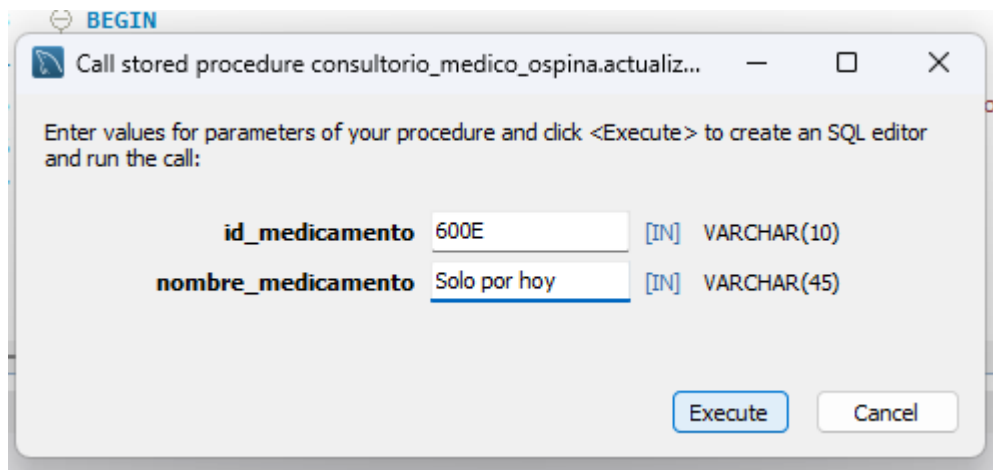 BEGIN
Call stored procedure consultorio_medico_ospina.actualiz...
Enter values for parameters of your procedure and click <Execute> to create an SQL editor
and run the call:
id_medicamento 600E [IN] VARCHAR(10)
nombre_medicamento Solo por hoy [IN] VARCHAR(45)
Execute Cancel